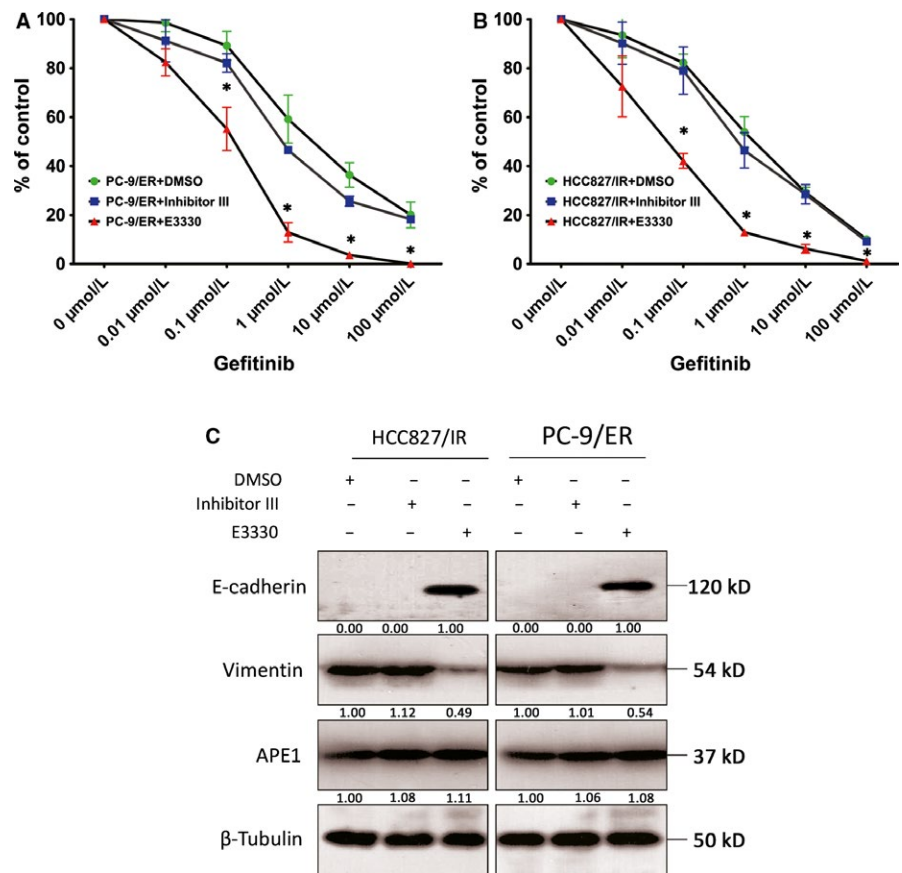 A
% of control
100
80
60
40
20
0
PC-9/ER+DMSO
PC-9/ER+Inhibitor III
PC-9/ER+E3330
*
*
*
*
0 µmol/L
0.01 µmol/L
0.1 µmol/L
1 µmol/L
10 µmol/L
100 µmol/L
Gefitinib
B
% of control
100
80
60
40
20
0
HCC827/IR+DMSO
HCC827/IR+Inhibitor III
HCC827/IR+E3330
*
*
*
*
0 µmol/L
0.01 µmol/L
0.1 µmol/L
1 µmol/L
10 µmol/L
100 µmol/L
Gefitinib
C
HCC827/IR PC-9/ER
DMSO + – – + – –
Inhibitor III – + – – + –
E3330 – – + – – +
E-cadherin 120 kD
0.00 0.00 1.00 0.00 0.00 1.00
Vimentin 54 kD
1.00 1.12 0.49 1.00 1.01 0.54
APE1 37 kD
1.00 1.08 1.11 1.00 1.06 1.08
β-Tubulin 50 kD